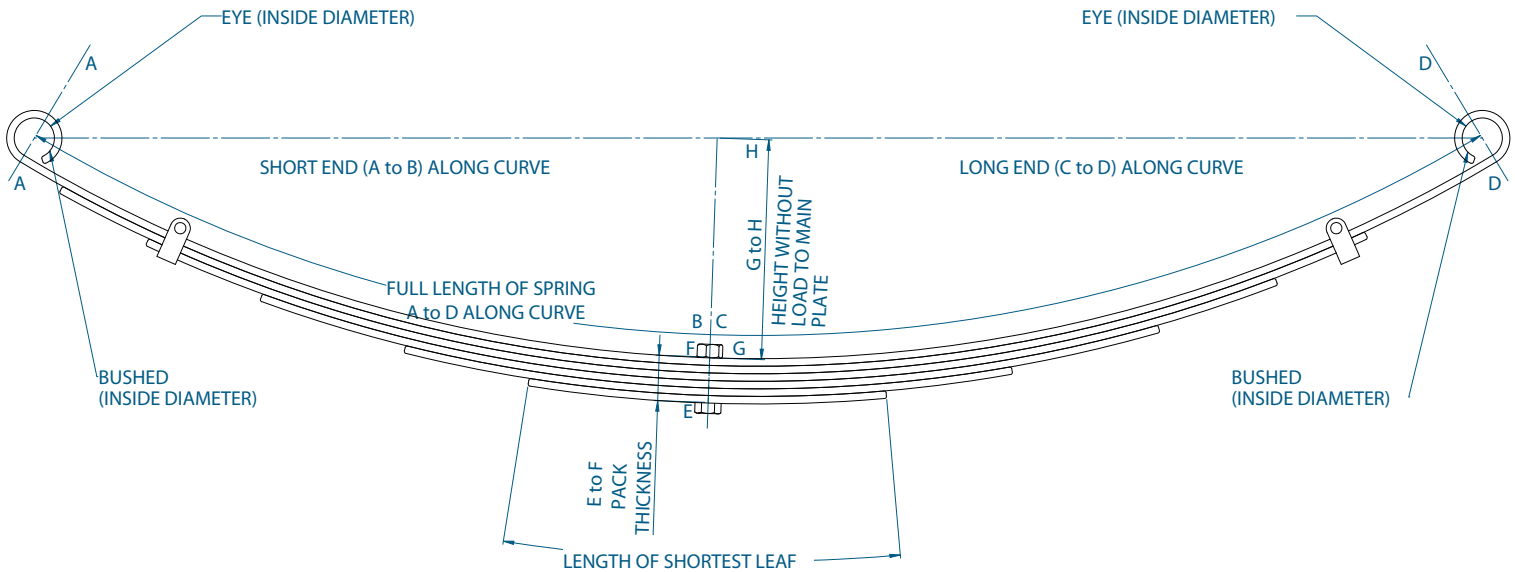 EYE (INSIDE DIAMETER)
EYE (INSIDE DIAMETER)
A
D
H
SHORT END (A to B) ALONG CURVE
LONG END (C to D) ALONG CURVE
A
D
G to H
HEIGHT WITHOUT
LOAD TO MAIN
PLATE
FULL LENGTH OF SPRING
A to D ALONG CURVE
B
C
F
G
BUSHED
(INSIDE DIAMETER)
BUSHED
(INSIDE DIAMETER)
E
E to F
PACK
THICKNESS
LENGTH OF SHORTEST LEAF